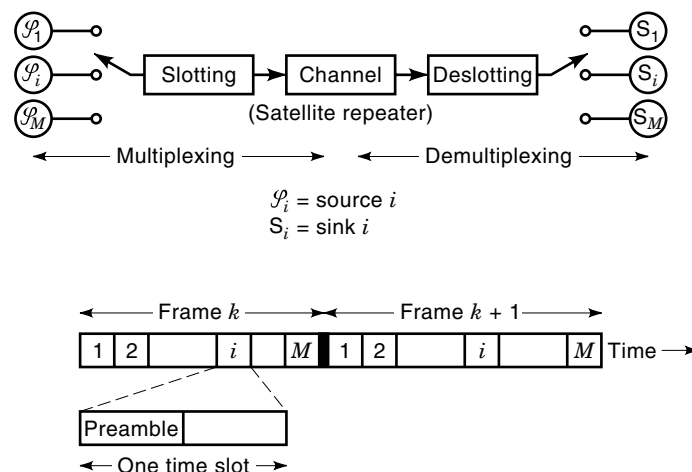 𝒮1 S1
Slotting Channel Deslotting
𝒮i Si
(Satellite repeater)
𝒮M SM
Multiplexing Demultiplexing
𝒮i = source i
Si = sink i
Frame k Frame k + 1
1 2 i M 1 2 i M Time
Preamble
One time slot